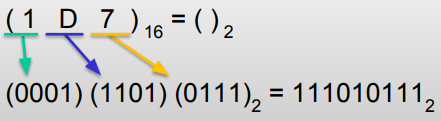 ( 1 D 7 )₁₆ = ( )₂
(0001) (1101) (0111)₂ = 111010111₂